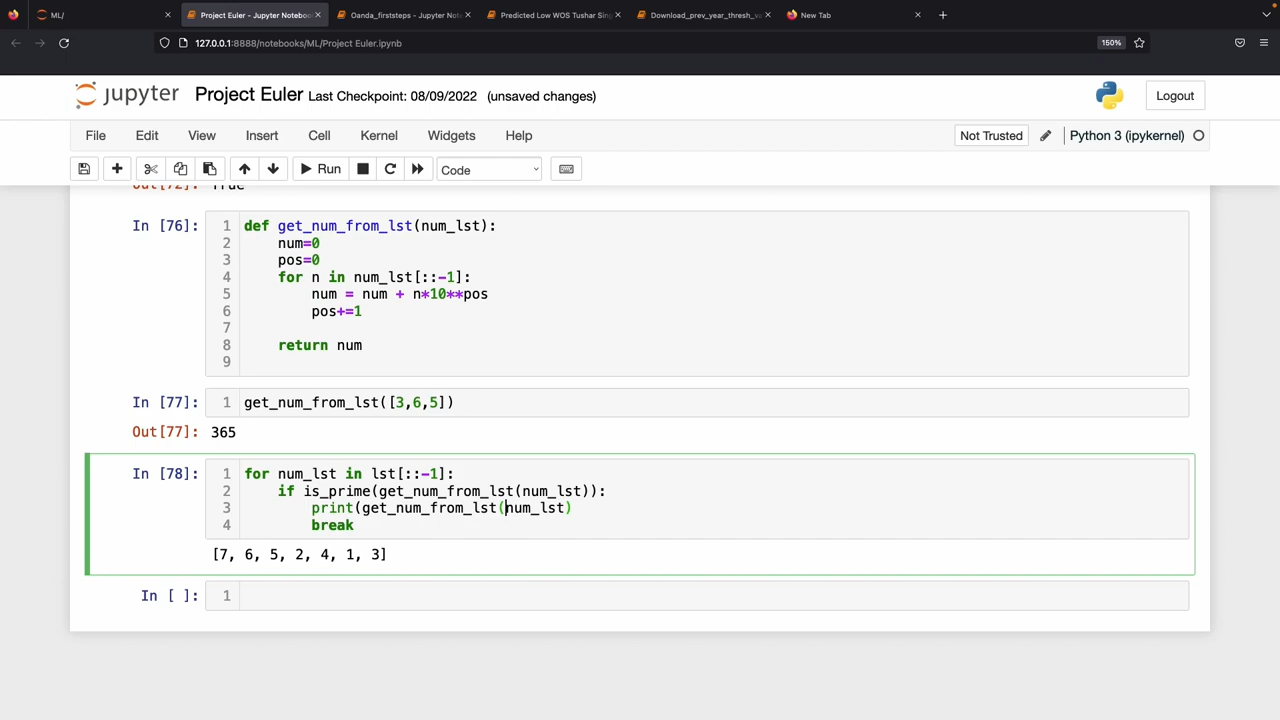 ML/
Project Euler - Jupyter Notebo
Oanda_firststeps - Jupyter Not
Predicted Low WOS Tushar Sing
Download_prev_year_thresh_va
New Tab
127.0.0.1:8888/notebooks/ML/Project Euler.ipynb
150%
jupyter Project Euler Last Checkpoint: 08/09/2022 (unsaved changes)
Logout
File Edit View Insert Cell Kernel Widgets Help
Not Trusted
Python 3 (ipykernel)
Run
Code
Out[72]: True
In [76]:
1 def get_num_from_lst(num_lst):
2     num=0
3     pos=0
4     for n in num_lst[::-1]:
5         num = num + n*10**pos
6         pos+=1
7
8     return num
9
In [77]: 1 get_num_from_lst([3,6,5])
Out[77]: 365
In [78]:
1 for num_lst in lst[::-1]:
2     if is_prime(get_num_from_lst(num_lst)):
3         print(get_num_from_lst(num_lst)
4         break
[7, 6, 5, 2, 4, 1, 3]
In [ ]: 1